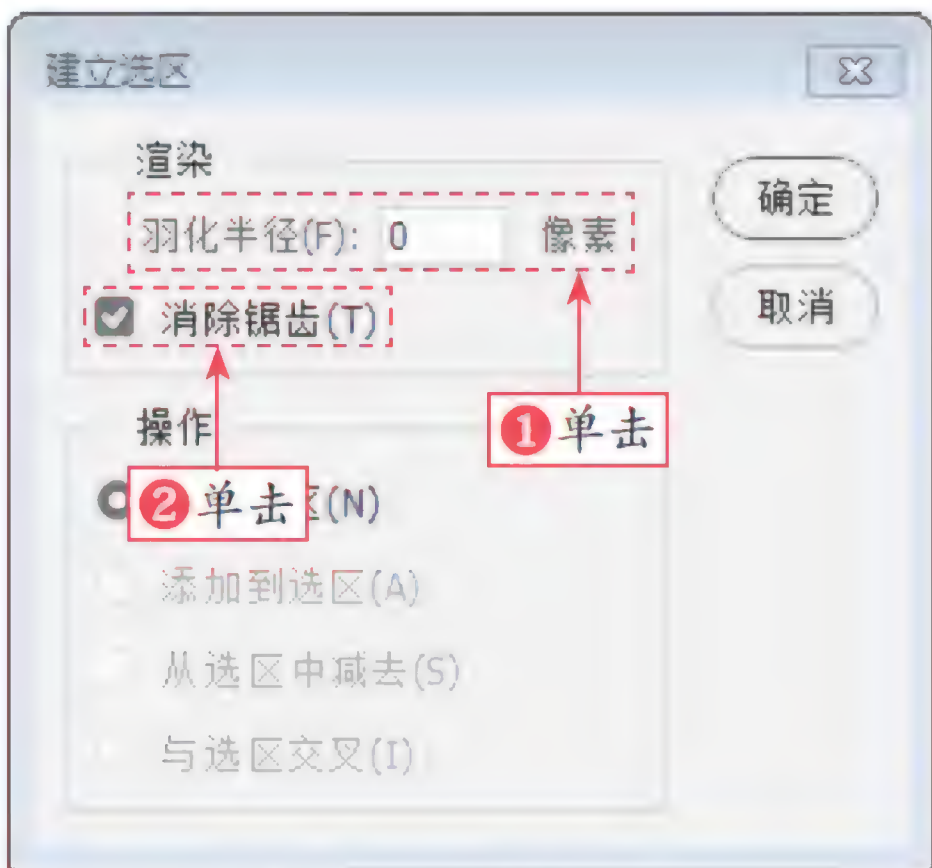 建立选区
渲染
羽化半径(F): 0 像素
消除锯齿(T)
确定
取消
❶单击
操作
❷单击
区(N)
添加到选区(A)
从选区中减去(S)
与选区交叉(I)